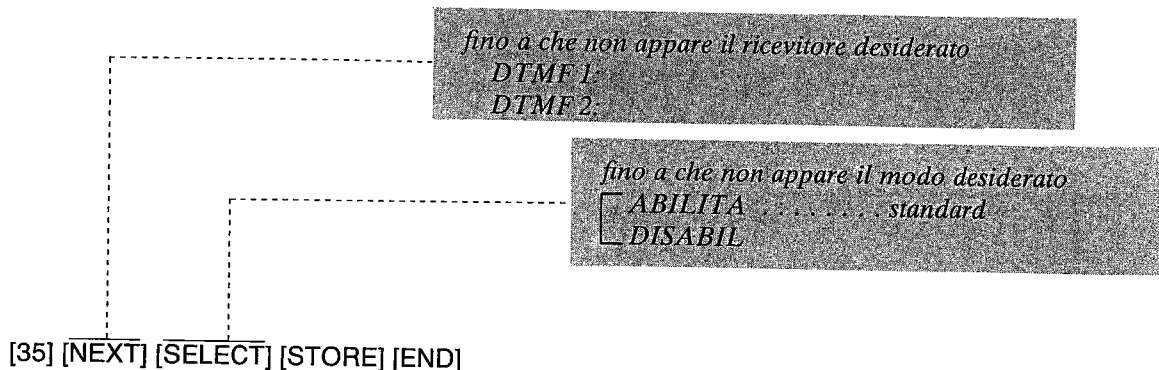 fino a che non appare il ricevitore desiderato
DTMF 1:
DTMF 2:
fino a che non appare il modo desiderato
ABILITA . . . . . . . . standard
DISABIL
[35] [NEXT] [SELECT] [STORE] [END]